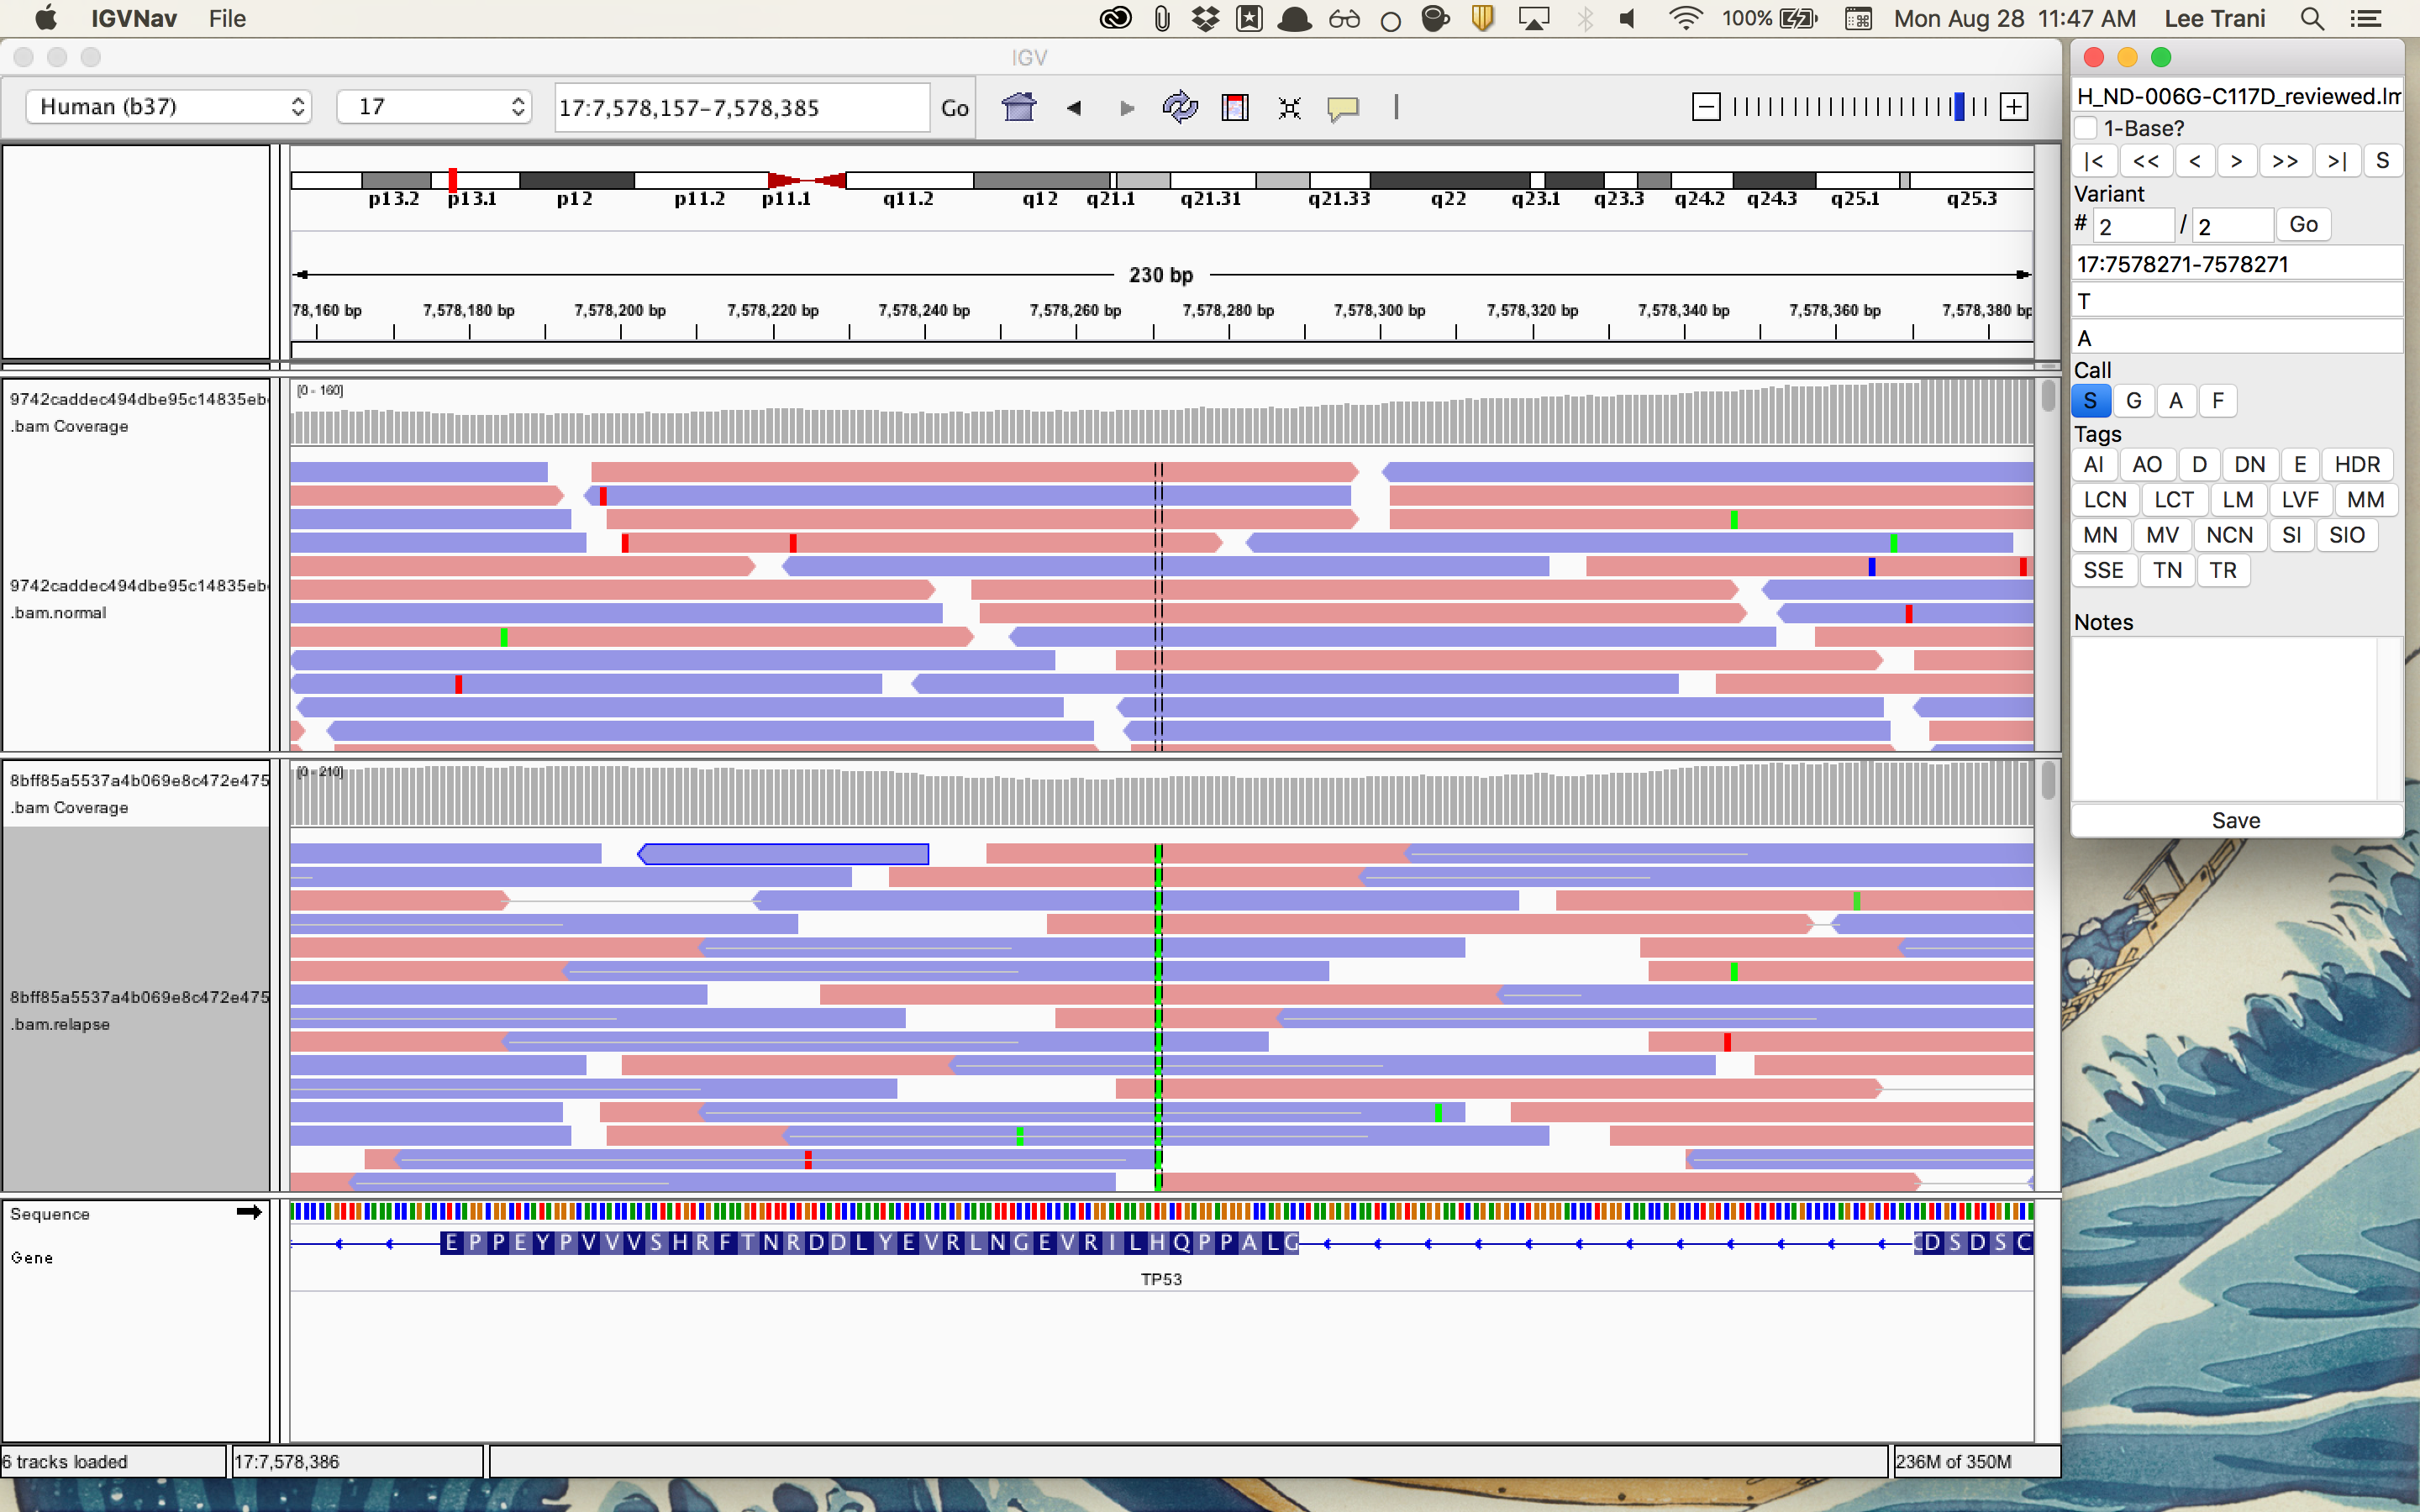 IGVNav File 100% Mon Aug 28 11:47 AM Lee Trani
IGV
Human (b37) 17 17:7,578,157-7,578,385 Go
p13.2 p13.1 p12 p11.2 p11.1 q11.2 q12 q21.1 q21.31 q21.33 q22 q23.1 q23.3 q24.2 q24.3 q25.1 q25.3
230 bp
78,160 bp 7,578,180 bp 7,578,200 bp 7,578,220 bp 7,578,240 bp 7,578,260 bp 7,578,280 bp 7,578,300 bp 7,578,320 bp 7,578,340 bp 7,578,360 bp 7,578,380 bp
[0 - 160]
9742caddec494dbe95c14835eb
.bam Coverage
9742caddec494dbe95c14835eb
.bam.normal
[0 - 210]
8bff85a5537a4b069e8c472e475
.bam Coverage
8bff85a5537a4b069e8c472e475
.bam.relapse
Sequence
Gene
E P P E Y P V V V S H R F T N R D D L Y E V R L N G E V R I L H Q P P A L G D S D S C
TP53
6 tracks loaded 17:7,578,386 236M of 350M
H_ND-006G-C117D_reviewed.lm
1-Base?
|< << < > >> >| S
Variant
# 2 / 2 Go
17:7578271-7578271
T
A
Call
S G A F
Tags
AI AO D DN E HDR
LCN LCT LM LVF MM
MN MV NCN SI SIO
SSE TN TR
Notes
Save